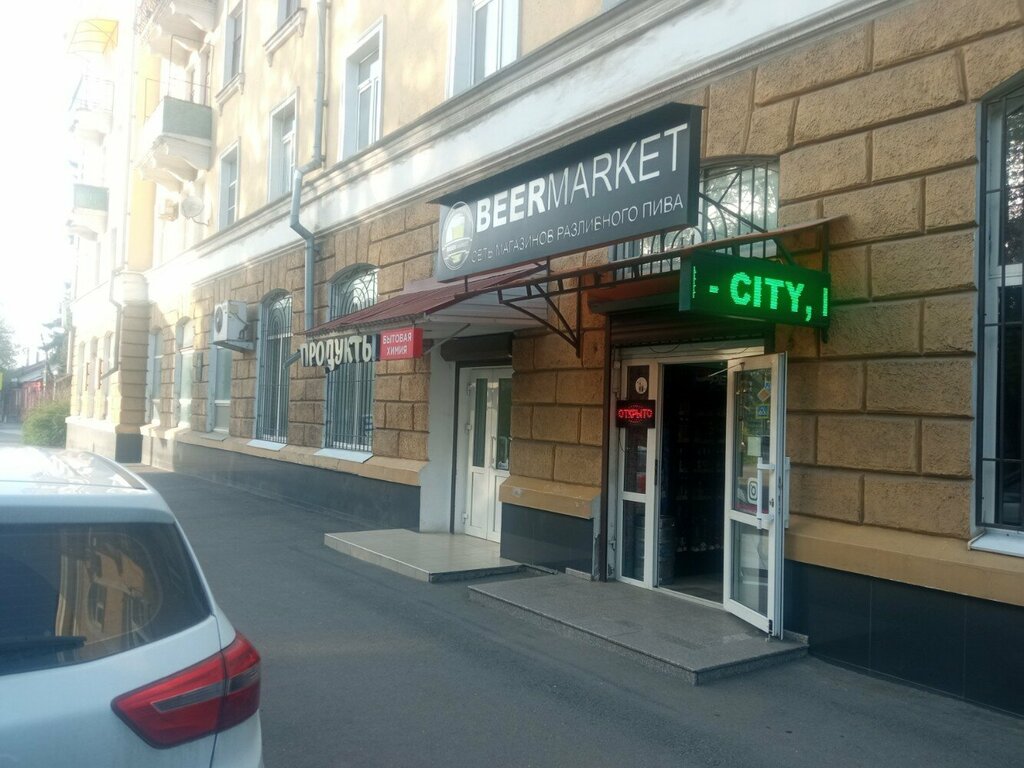 BEERMARKET
СЕТЬ МАГАЗИНОВ РАЗЛИВНОГО ПИВА
- CITY,
ПРОДУКТЫ
БЫТОВАЯ
ХИМИЯ
ОТКРЫТО